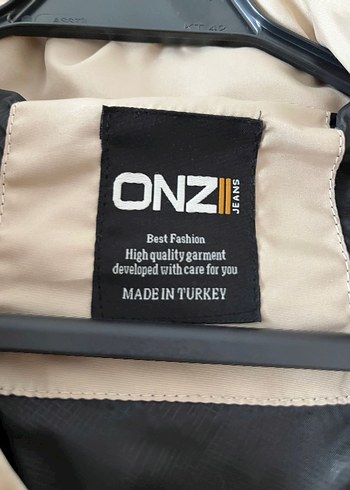 ONZ
JEANS
Best Fashion
High quality garment
developed with care for you
MADE IN TURKEY